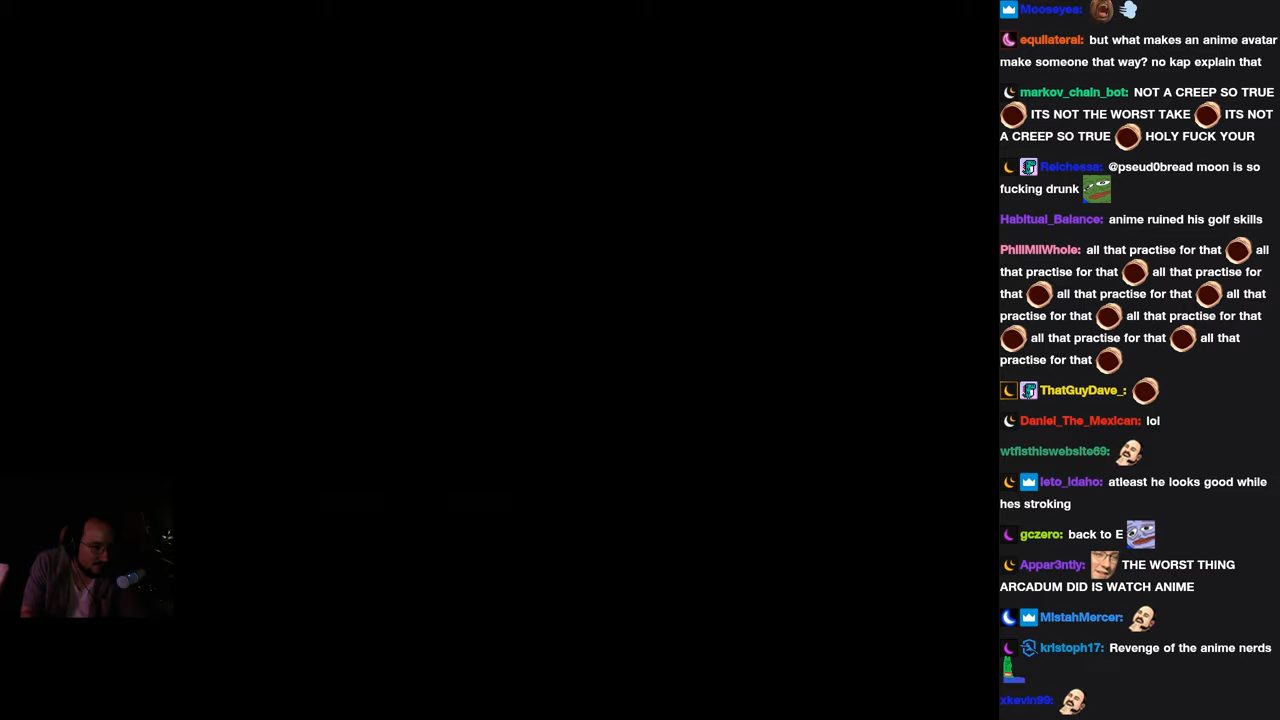 Mooseyee:
equilateral: but what makes an anime avatar
make someone that way? no kap explain that
markov_chain_bot: NOT A CREEP SO TRUE
ITS NOT THE WORST TAKE ITS NOT
A CREEP SO TRUE HOLY FUCK YOUR
Reichessa: @pseud0bread moon is so
fucking drunk
Habitual_Balance: anime ruined his golf skills
PhillMiiWhole: all that practise for that all
that practise for that all that practise for
that all that practise for that all that
practise for that all that practise for that
all that practise for that all that
practise for that
ThatGuyDave_:
Daniel_The_Mexican: lol
wtfisthiswebsite69:
leto_idaho: atleast he looks good while
hes stroking
gczero: back to E
Appar3ntly: THE WORST THING
ARCADUM DID IS WATCH ANIME
MistahMercer:
kristoph17: Revenge of the anime nerds
xkevin99: